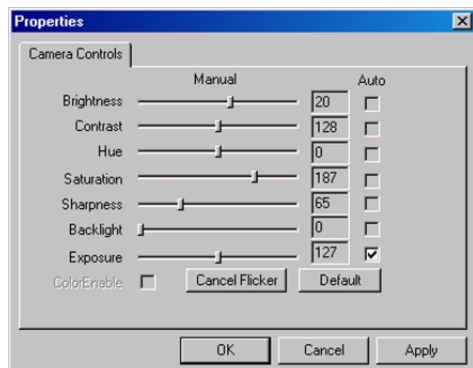 Properties
Camera Controls
Manual Auto
Brightness 20
Contrast 128
Hue 0
Saturation 187
Sharpness 65
Backlight 0
Exposure 127
ColorEnable Cancel Flicker Default
OK Cancel Apply